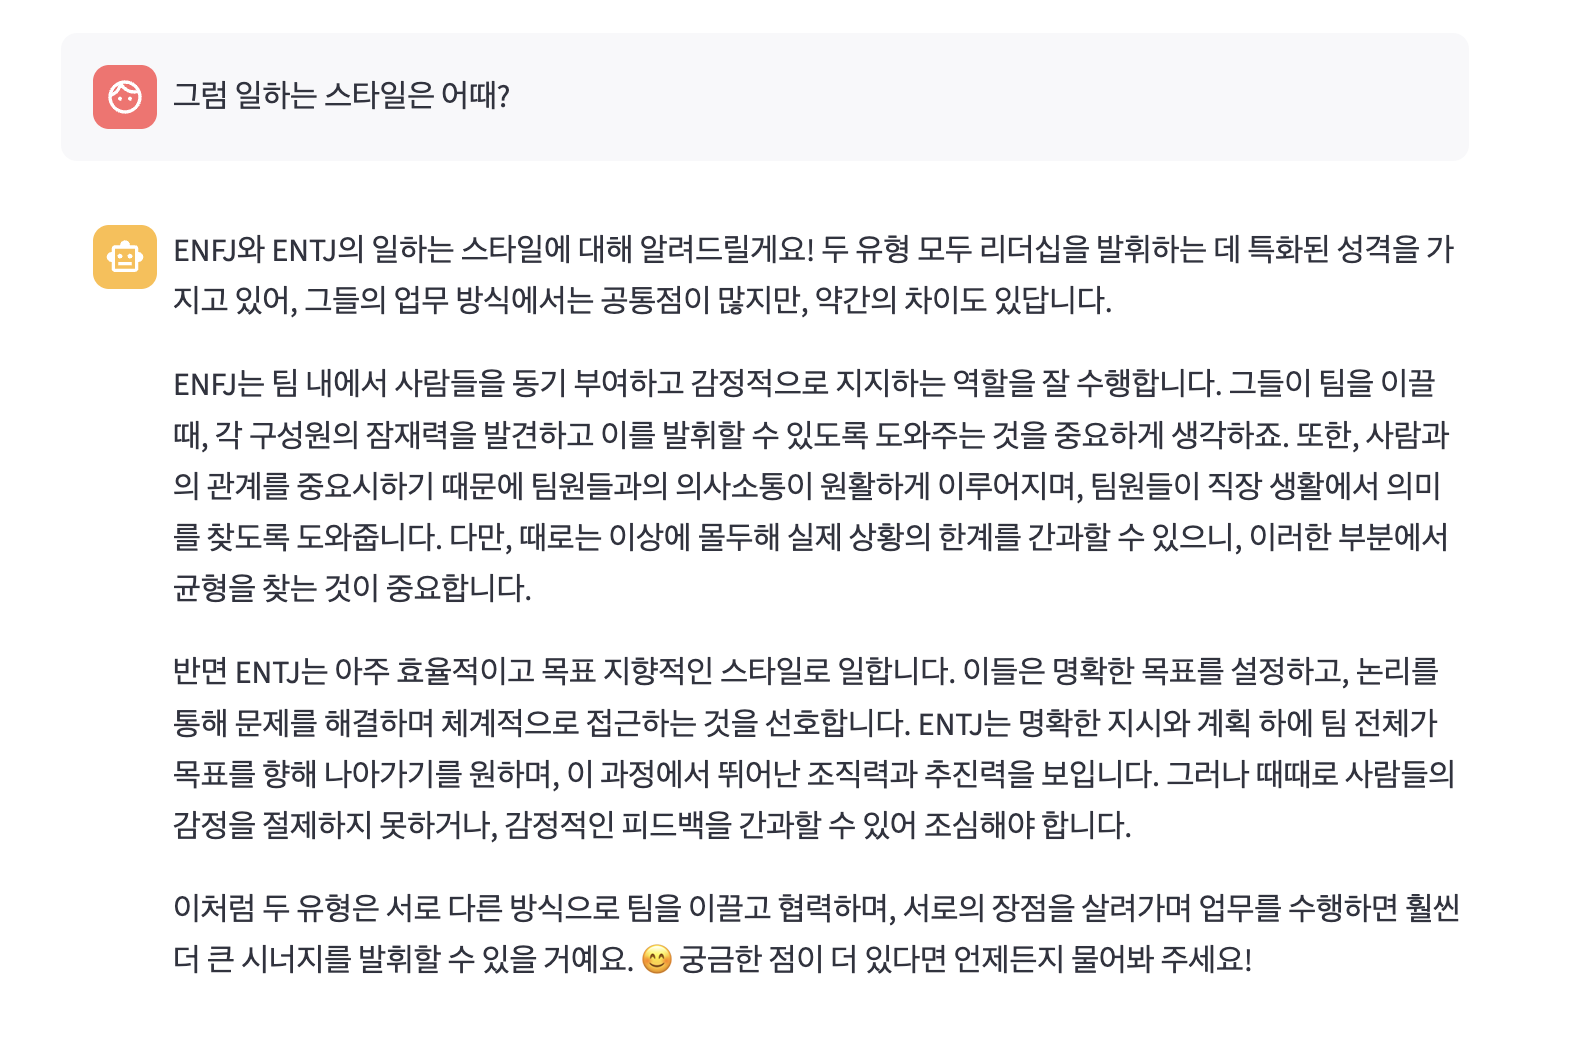 그럼 일하는 스타일은 어때?
ENFJ와 ENTJ의 일하는 스타일에 대해 알려드릴게요! 두 유형 모두 리더십을 발휘하는 데 특화된 성격을 가
지고 있어, 그들의 업무 방식에서는 공통점이 많지만, 약간의 차이도 있답니다.
ENFJ는 팀 내에서 사람들을 동기 부여하고 감정적으로 지지하는 역할을 잘 수행합니다. 그들이 팀을 이끌
때, 각 구성원의 잠재력을 발견하고 이를 발휘할 수 있도록 도와주는 것을 중요하게 생각하죠. 또한, 사람과
의 관계를 중요시하기 때문에 팀원들과의 의사소통이 원활하게 이루어지며, 팀원들이 직장 생활에서 의미
를 찾도록 도와줍니다. 다만, 때로는 이상에 몰두해 실제 상황의 한계를 간과할 수 있으니, 이러한 부분에서
균형을 찾는 것이 중요합니다.
반면 ENTJ는 아주 효율적이고 목표 지향적인 스타일로 일합니다. 이들은 명확한 목표를 설정하고, 논리를
통해 문제를 해결하며 체계적으로 접근하는 것을 선호합니다. ENTJ는 명확한 지시와 계획 하에 팀 전체가
목표를 향해 나아가기를 원하며, 이 과정에서 뛰어난 조직력과 추진력을 보입니다. 그러나 때때로 사람들의
감정을 절제하지 못하거나, 감정적인 피드백을 간과할 수 있어 조심해야 합니다.
이처럼 두 유형은 서로 다른 방식으로 팀을 이끌고 협력하며, 서로의 장점을 살려가며 업무를 수행하면 훨씬
더 큰 시너지를 발휘할 수 있을 거예요. 😊 궁금한 점이 더 있다면 언제든지 물어봐 주세요!